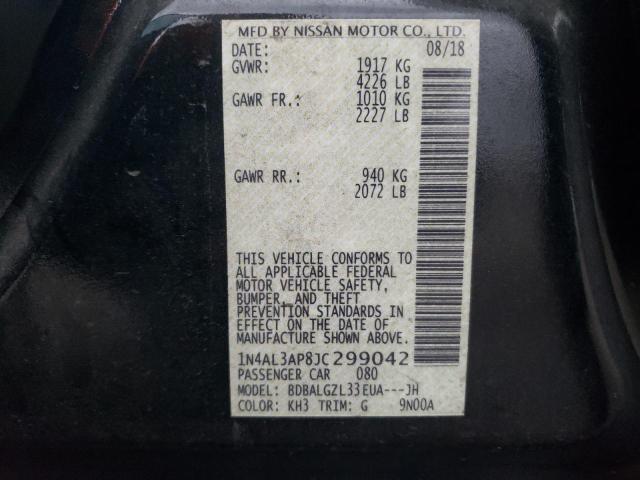 MFD BY NISSAN MOTOR CO., LTD.
DATE: 08/18
GVWR: 1917 KG
4226 LB
GAWR FR.: 1010 KG
2227 LB
GAWR RR.: 940 KG
2072 LB
THIS VEHICLE CONFORMS TO
ALL APPLICABLE FEDERAL
MOTOR VEHICLE SAFETY,
BUMPER, AND THEFT
PREVENTION STANDARDS IN
EFFECT ON THE DATE OF
MANUFACTURE SHOWN ABOVE.
1N4AL3AP8JC299042
PASSENGER CAR 080
MODEL: BDBALGZL33EUA---JH
COLOR: KH3 TRIM: G 9N00A